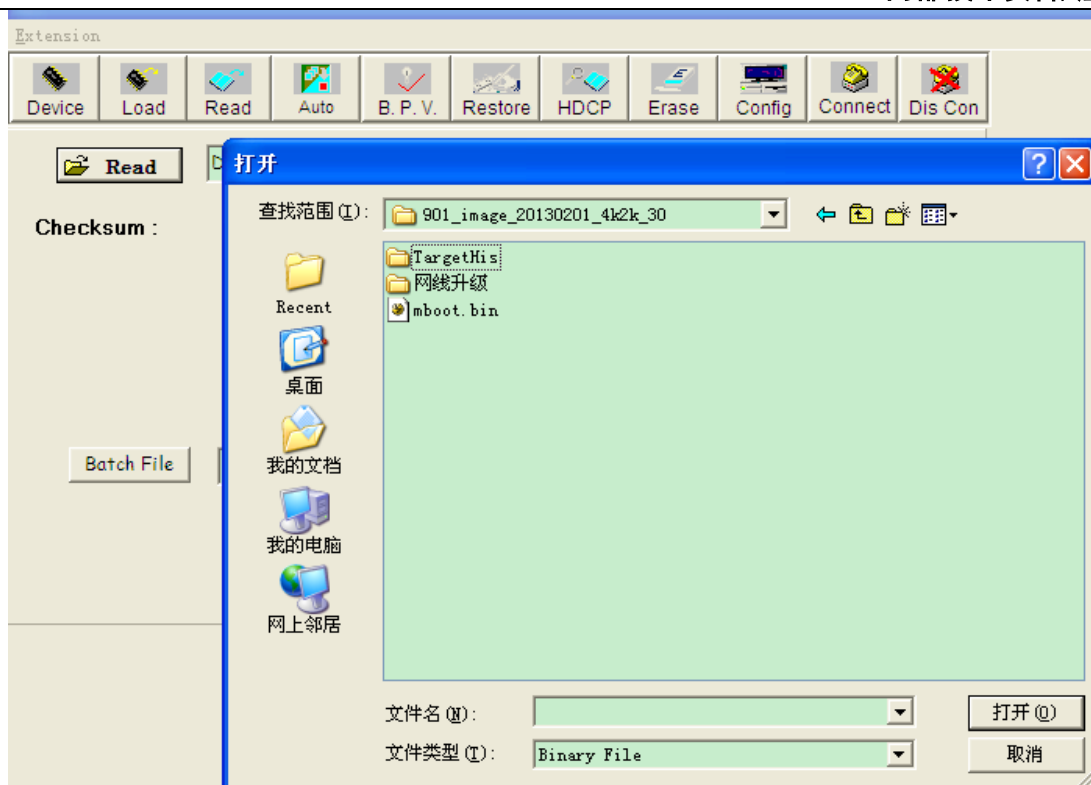 Extension
Device Load Read Auto B. P. V. Restore HDCP Erase Config Connect Dis Con
Read
打开
查找范围(I): 901_image_20130201_4k2k_30
Checksum :
TargetHis
网线升级
mboot.bin
Recent
桌面
我的文档
Batch File
我的电脑
网上邻居
文件名(N):
打开(O)
文件类型(T): Binary File
取消